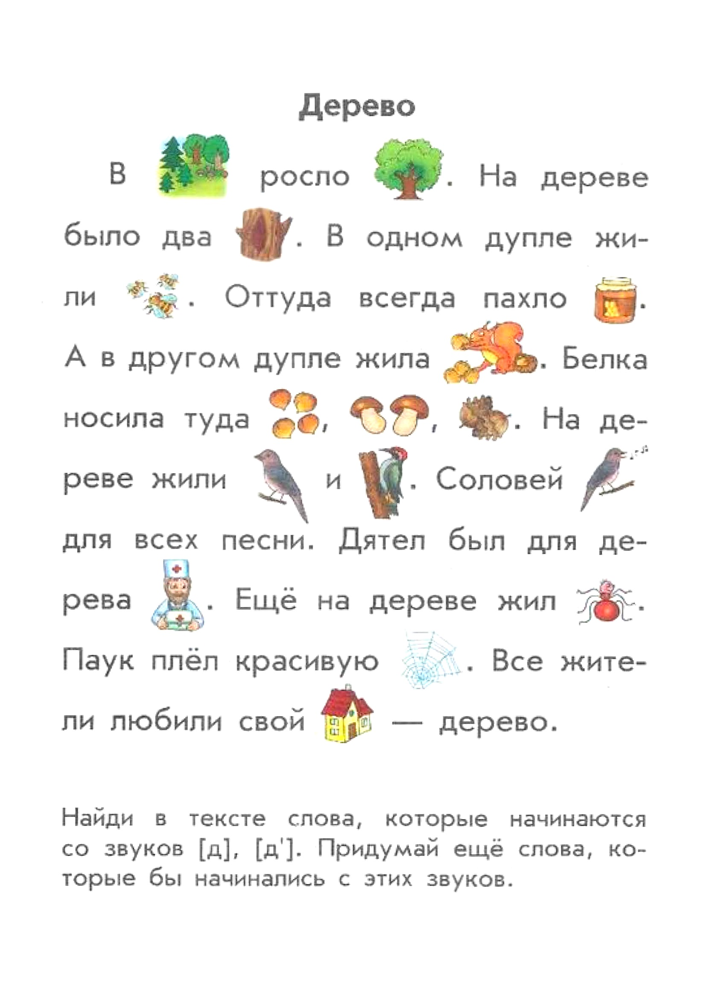 Дерево
В росло . На дереве
было два . В одном дупле жи-
ли . Оттуда всегда пахло .
А в другом дупле жила . Белка
носила туда , , . На де-
реве жили и . Соловей
для всех песни. Дятел был для де-
рева . Ещё на дереве жил .
Паук плёл красивую . Все жите-
ли любили свой — дерево.
Найди в тексте слова, которые начинаются
со звуков [д], [д']. Придумай ещё слова, ко-
торые бы начинались с этих звуков.